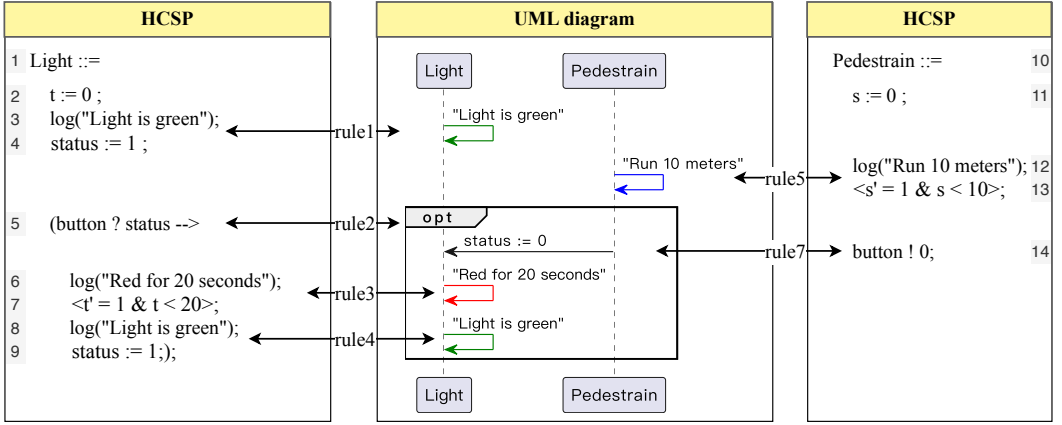 HCSP
UML diagram
HCSP
1 Light ::=
2 t := 0 ;
3 log("Light is green");
4 status := 1 ;
5 (button ? status -->
6 log("Red for 20 seconds");
7 <t' = 1 & t < 20>;
8 log("Light is green");
9 status := 1;);
rule1
rule2
rule3
rule4
Light
Pedestrain
"Light is green"
"Run 10 meters"
opt
status := 0
"Red for 20 seconds"
"Light is green"
Light
Pedestrain
rule5
rule7
Pedestrain ::= 10
s := 0 ; 11
log("Run 10 meters"); 12
<s' = 1 & s < 10>; 13
button ! 0; 14